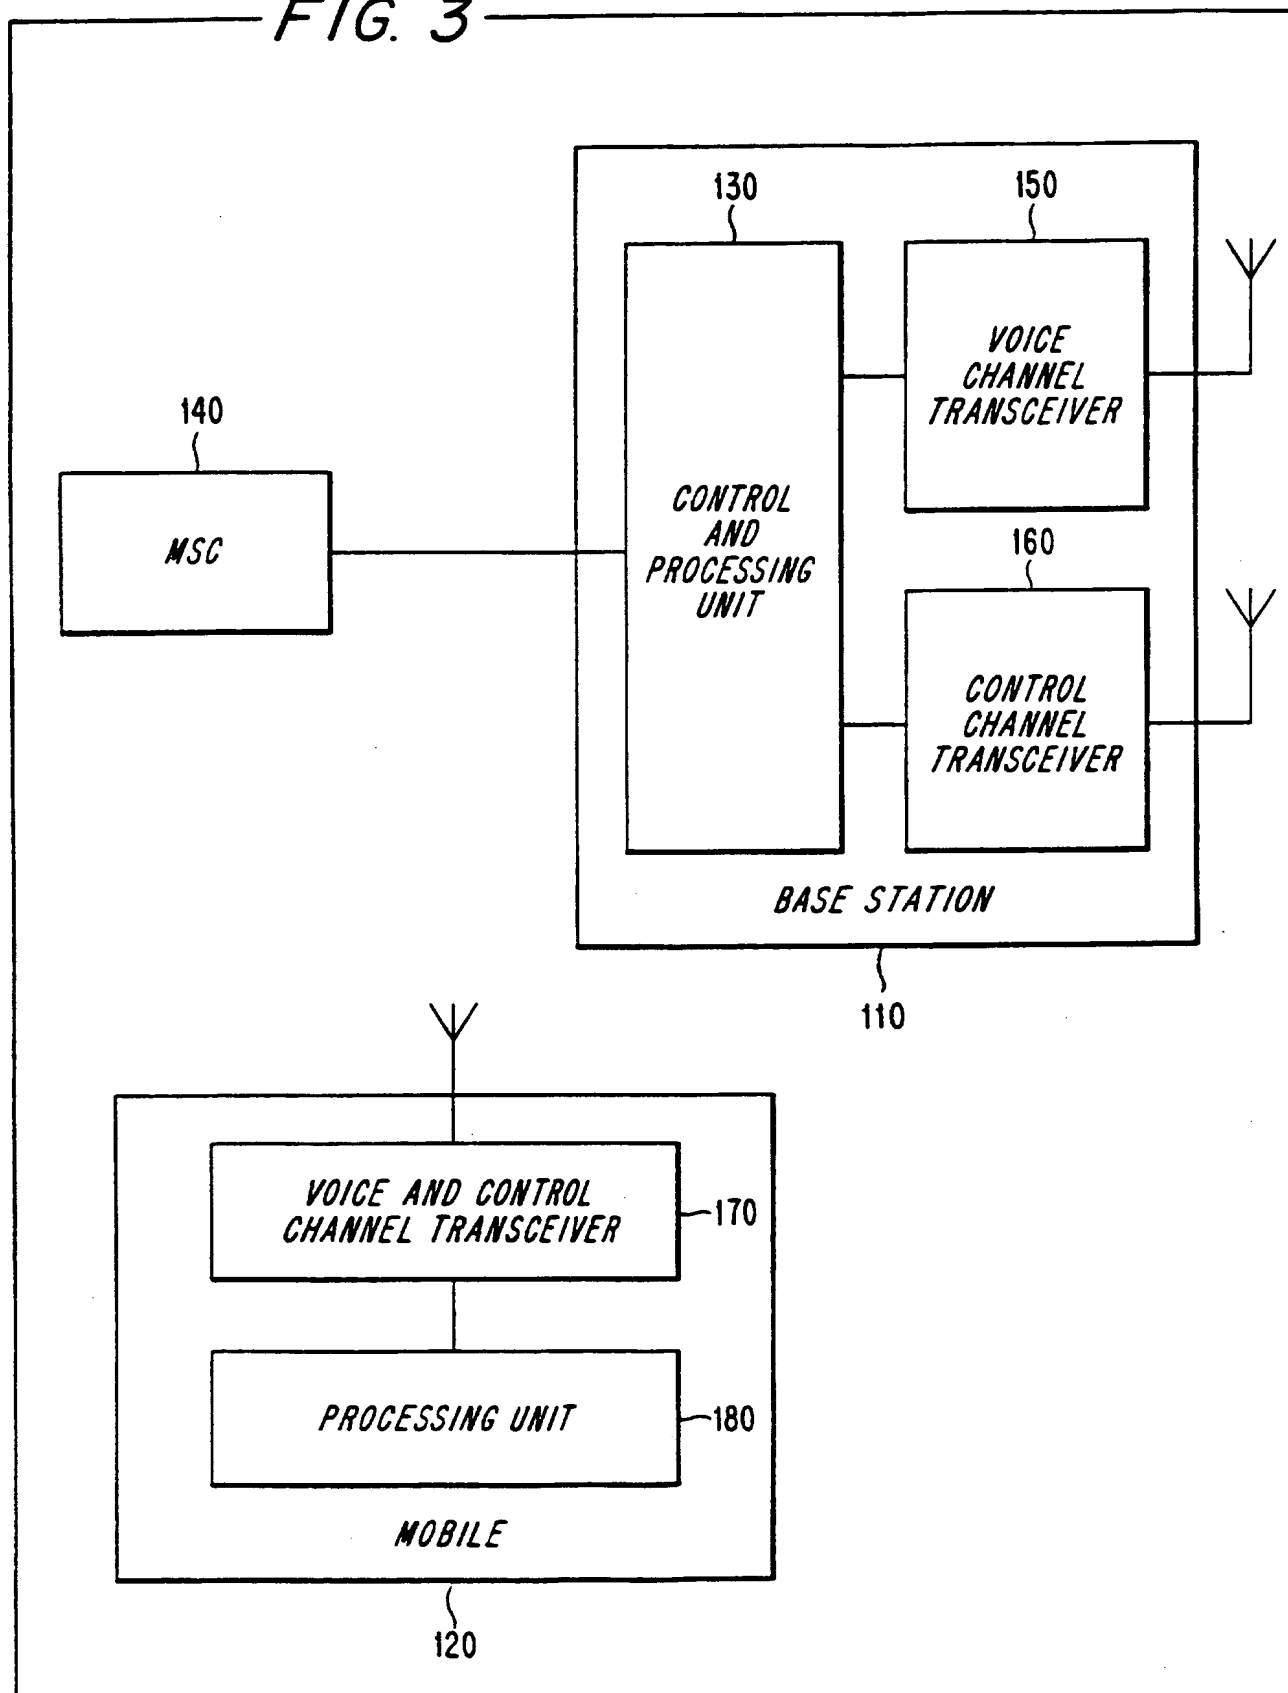 FIG. 3
130
150
VOICE
CHANNEL
TRANSCEIVER
140
MSC
CONTROL
AND
PROCESSING
UNIT
160
CONTROL
CHANNEL
TRANSCEIVER
BASE STATION
110
VOICE AND CONTROL
CHANNEL TRANSCEIVER
170
PROCESSING UNIT
180
MOBILE
120